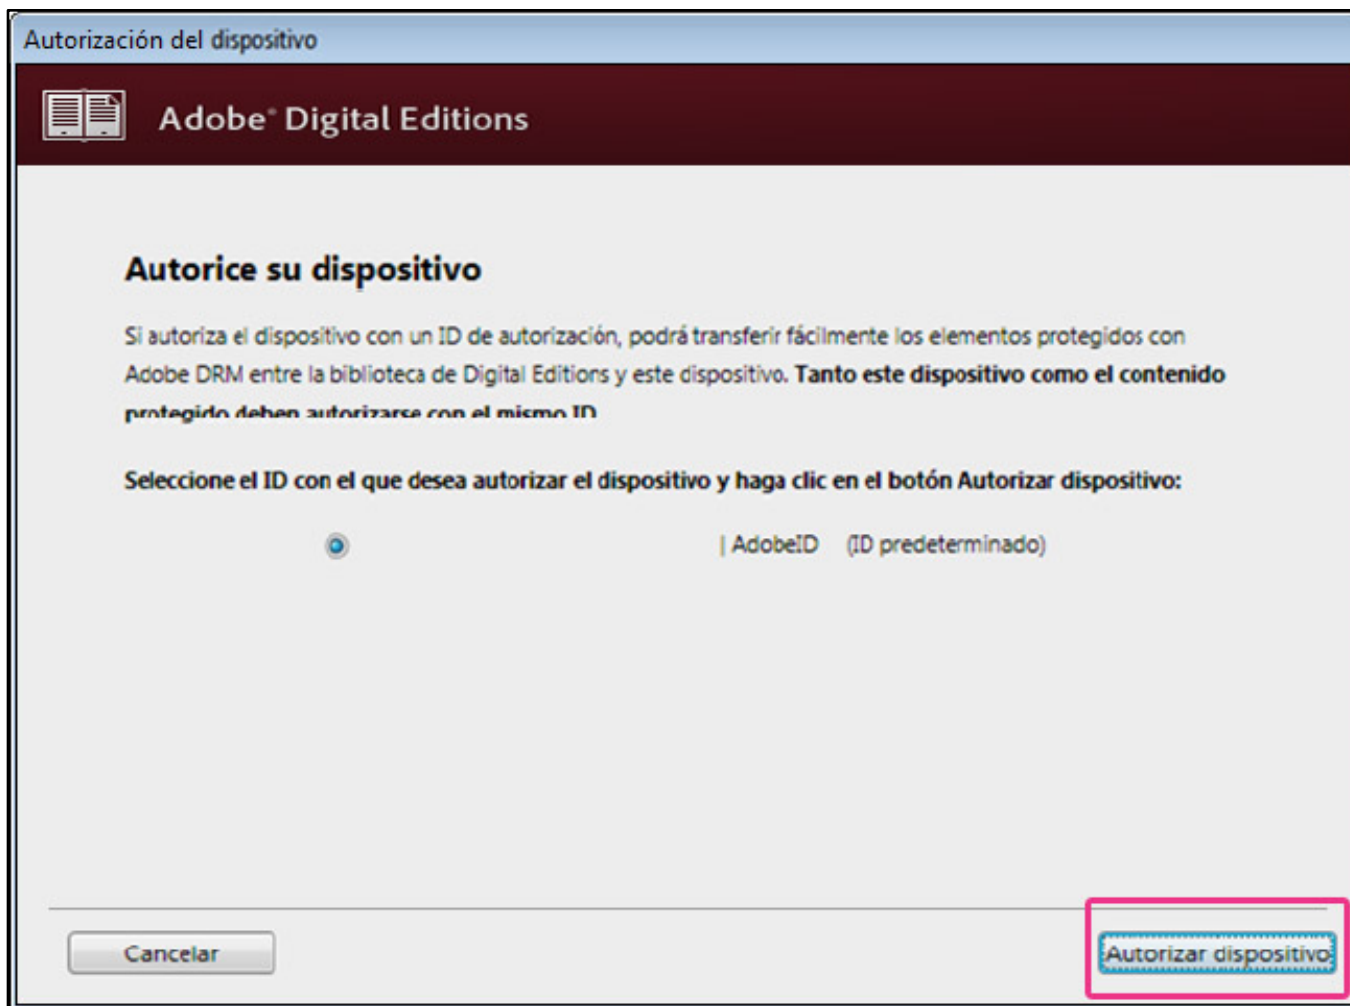 Autorización del dispositivo
Adobe® Digital Editions
Autorice su dispositivo
Si autoriza el dispositivo con un ID de autorización, podrá transferir fácilmente los elementos protegidos con
Adobe DRM entre la biblioteca de Digital Editions y este dispositivo. Tanto este dispositivo como el contenido
protegido deben autorizarse con el mismo ID
Seleccione el ID con el que desea autorizar el dispositivo y haga clic en el botón Autorizar dispositivo:
| AdobeID (ID predeterminado)
Cancelar
Autorizar dispositivo